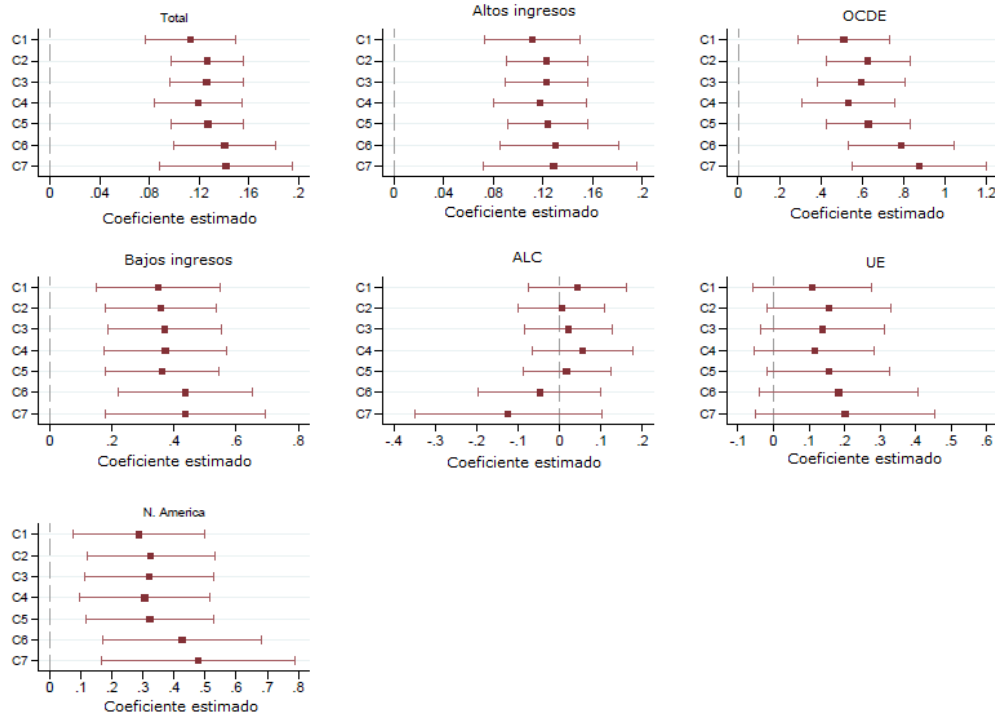 Total
C1
C2
C3
C4
C5
C6
C7
0 .04 .08 .12 .16 .2
Coeficiente estimado
Altos ingresos
C1
C2
C3
C4
C5
C6
C7
0 .04 .08 .12 .16 .2
Coeficiente estimado
OCDE
C1
C2
C3
C4
C5
C6
C7
0 .2 .4 .6 .8 1 1.2
Coeficiente estimado
Bajos ingresos
C1
C2
C3
C4
C5
C6
C7
0 .2 .4 .6 .8
Coeficiente estimado
ALC
C1
C2
C3
C4
C5
C6
C7
-.4 -.3 -.2 -.1 0 .1 .2
Coeficiente estimado
UE
C1
C2
C3
C4
C5
C6
C7
-.1 0 .1 .2 .3 .4 .5 .6
Coeficiente estimado
N. America
C1
C2
C3
C4
C5
C6
C7
0 .1 .2 .3 .4 .5 .6 .7 .8
Coeficiente estimado